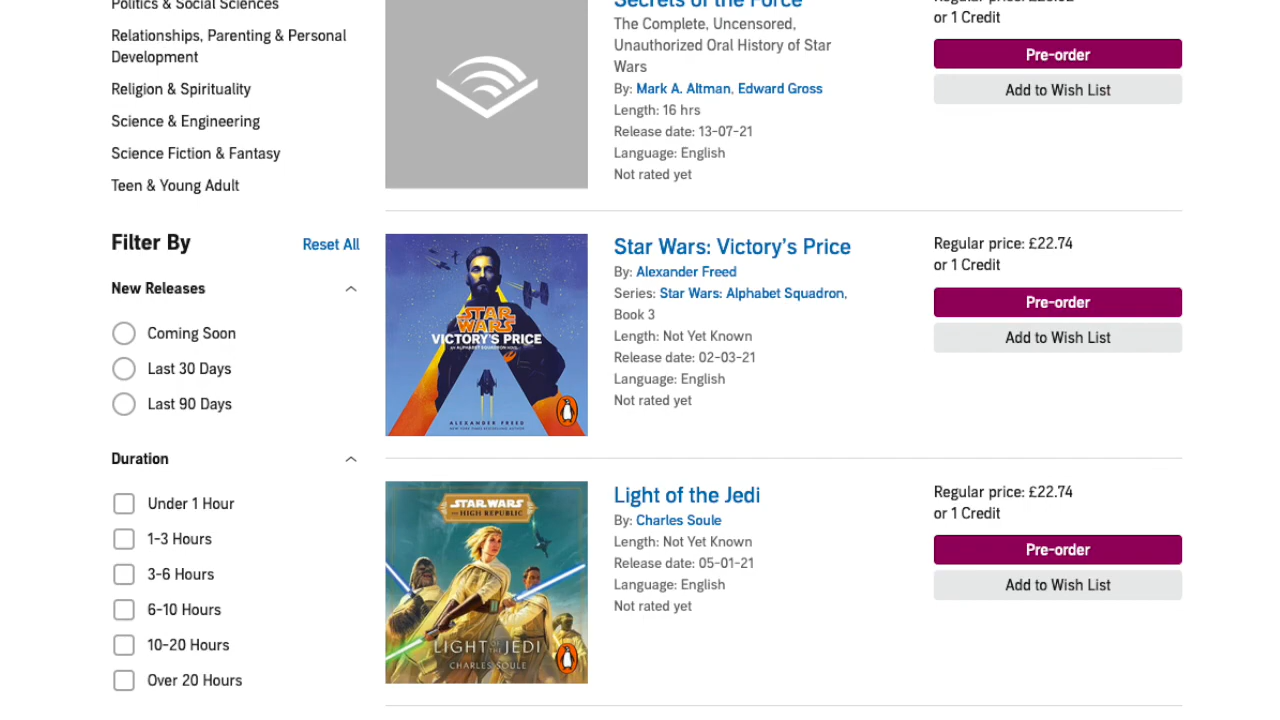 Politics & Social Sciences
Relationships, Parenting & Personal
Development
Religion & Spirituality
Science & Engineering
Science Fiction & Fantasy
Teen & Young Adult
Filter By
Reset All
New Releases
Coming Soon
Last 30 Days
Last 90 Days
Duration
Under 1 Hour
1-3 Hours
3-6 Hours
6-10 Hours
10-20 Hours
Over 20 Hours
Secrets of the Force
The Complete, Uncensored,
Unauthorized Oral History of Star
Wars
By: Mark A. Altman, Edward Gross
Length: 16 hrs
Release date: 13-07-21
Language: English
Not rated yet
or 1 Credit
Pre-order
Add to Wish List
STAR
WARS
VICTORY'S PRICE
ALEXANDER FREED
Star Wars: Victory's Price
By: Alexander Freed
Series: Star Wars: Alphabet Squadron,
Book 3
Length: Not Yet Known
Release date: 02-03-21
Language: English
Not rated yet
Regular price: £22.74
or 1 Credit
Pre-order
Add to Wish List
STAR WARS
THE HIGH REPUBLIC
LIGHT OF THE JEDI
CHARLES SOULE
Light of the Jedi
By: Charles Soule
Length: Not Yet Known
Release date: 05-01-21
Language: English
Not rated yet
Regular price: £22.74
or 1 Credit
Pre-order
Add to Wish List